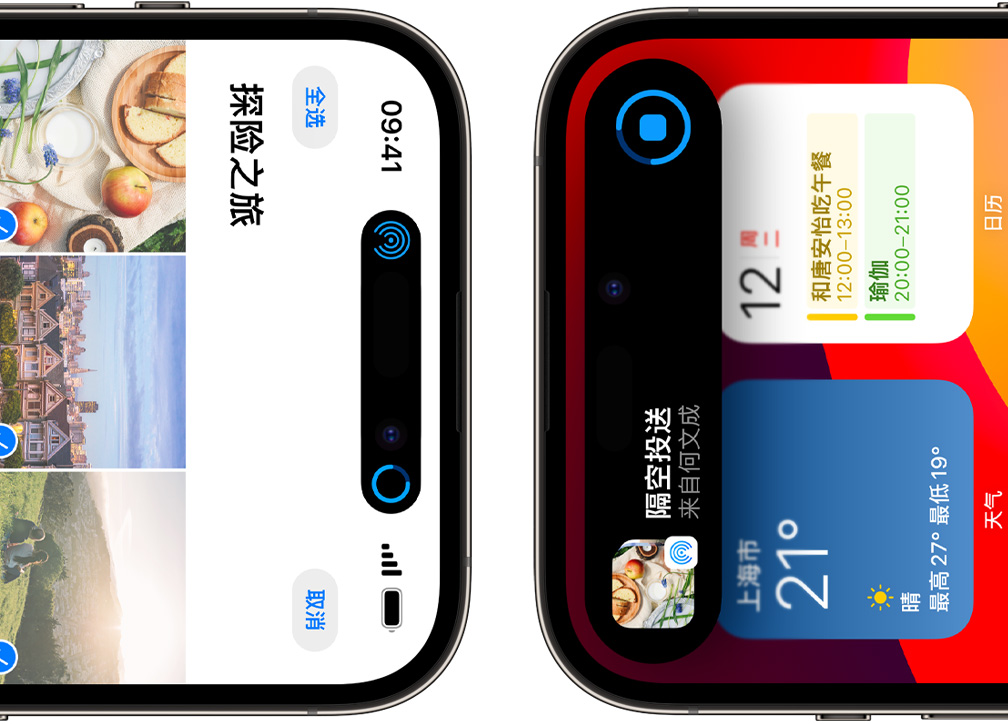 09:41
全选
取消
探险之旅
隔空投送
来自何文成
周二
12
和唐安怡吃午餐
12:00–13:00
瑜伽
20:00–21:00
日历
上海市
21°
晴
最高 27° 最低 19°
天气